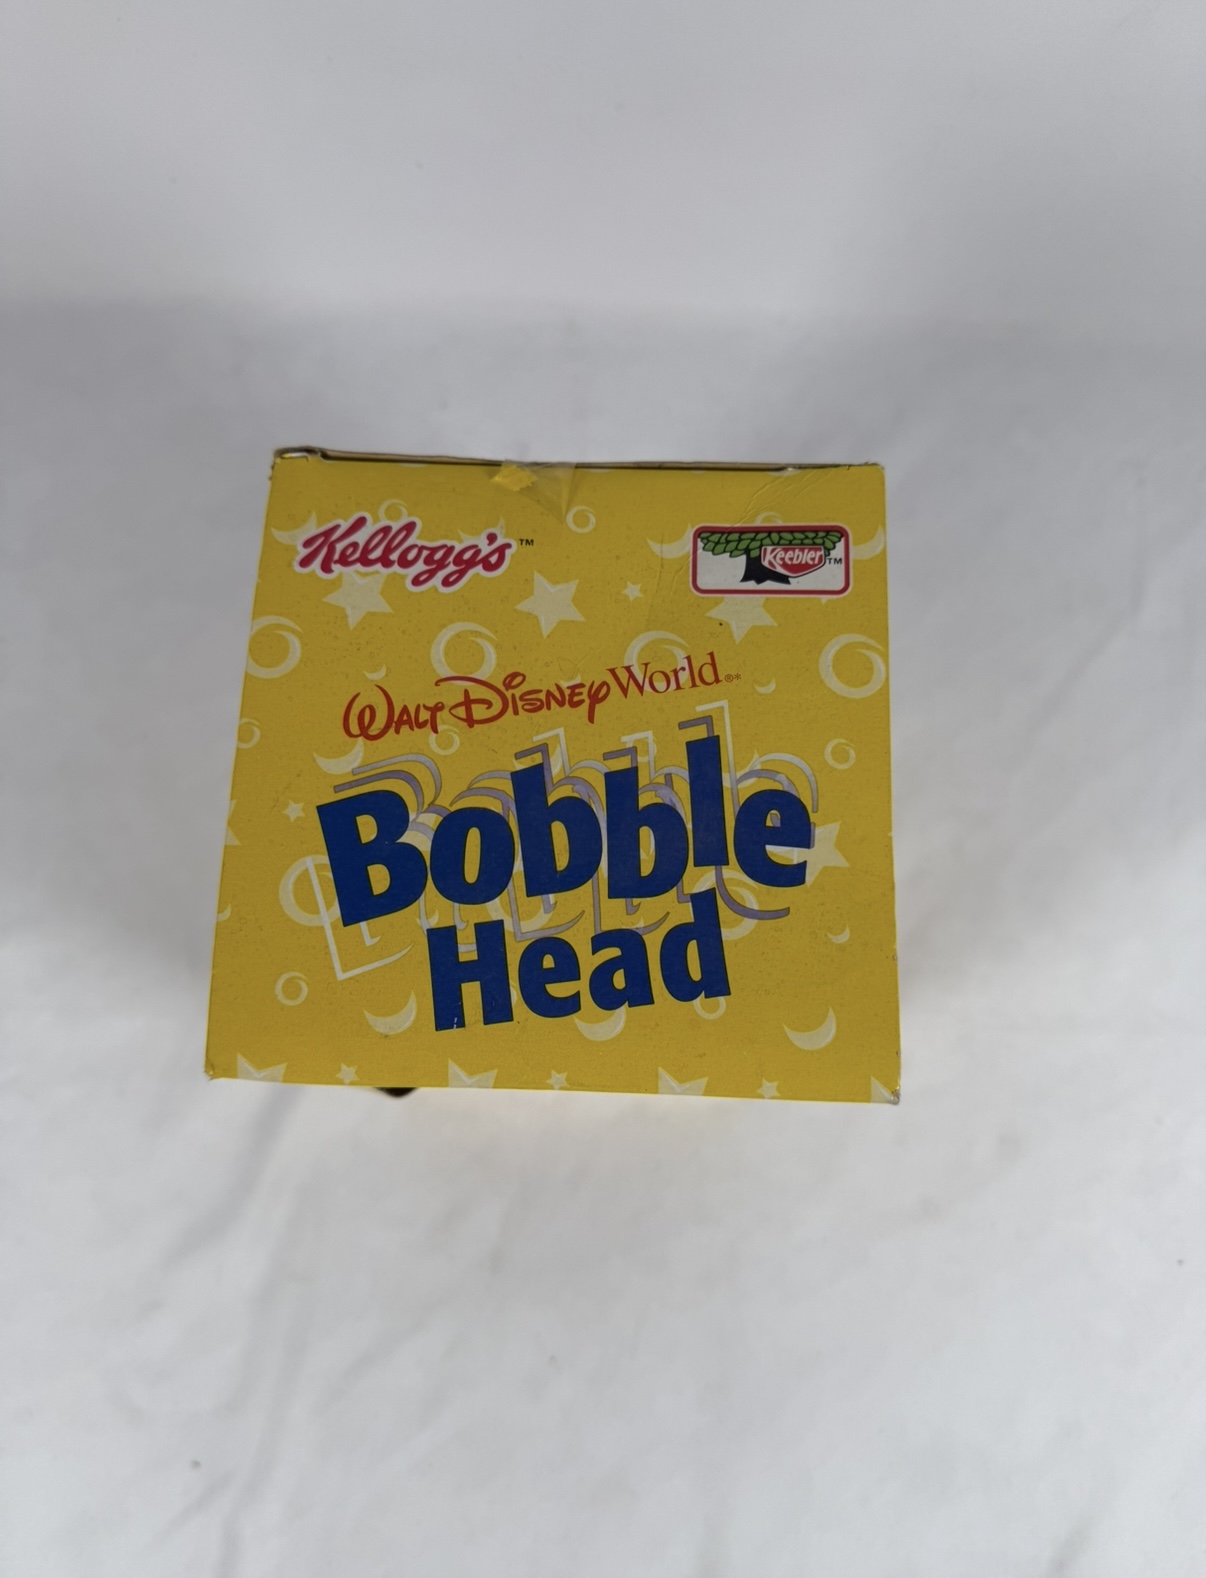 Kellogg's™
Keebler™
WALT DISNEY World®*
Bobble
Head